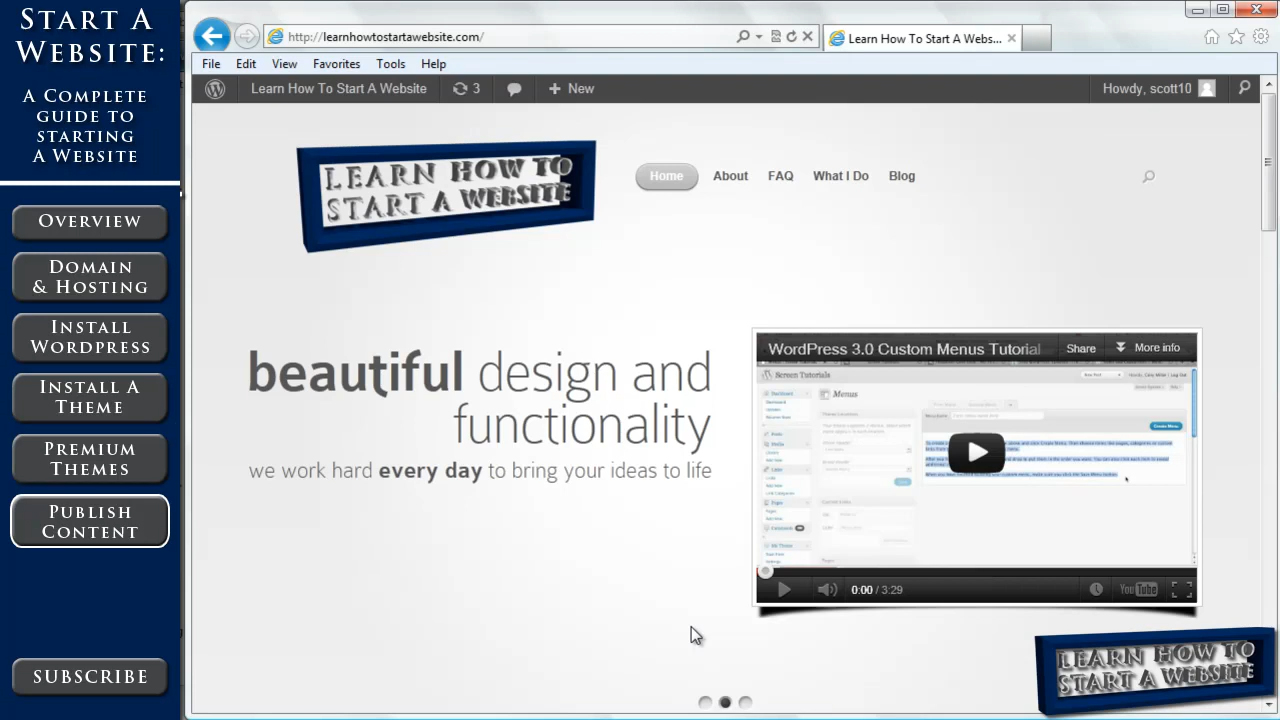 START A
WEBSITE:
A COMPLETE
GUIDE TO
STARTING
A WEBSITE
OVERVIEW
DOMAIN
& HOSTING
INSTALL
WORDPRESS
INSTALL A
THEME
PREMIUM
THEMES
PUBLISH
CONTENT
SUBSCRIBE
http://learnhowtostartawebsite.com/
Learn How To Start A Webs...
File Edit View Favorites Tools Help
Learn How To Start A Website 3 New Howdy, scott10
LEARN HOW TO
START A WEBSITE
Home About FAQ What I Do Blog
beautiful design and
functionality
we work hard everyday to bring your ideas to life
WordPress 3.0 Custom Menus Tutorial Share More info
Screen Tutorials
Menus
Create Menu
0:00 / 3:29 YouTube
LEARN HOW TO
START A WEBSITE